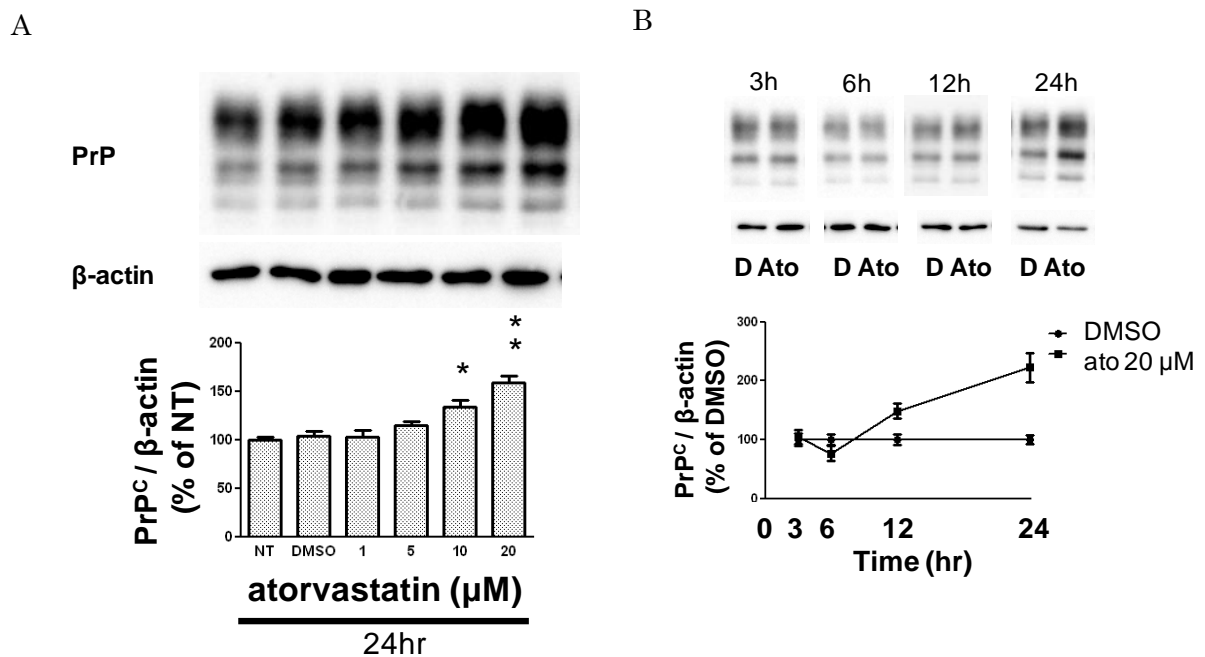 A
PrP
β-actin
PrPᶜ / β-actin
(% of NT)
200
150
100
50
0
*
*
*
NT DMSO 1 5 10 20
atorvastatin (µM)
24hr
B
3h 6h 12h 24h
D Ato D Ato D Ato D Ato
PrPᶜ / β-actin
(% of DMSO)
300
200
100
0
DMSO
ato 20 µM
0 3 6 12 24
Time (hr)